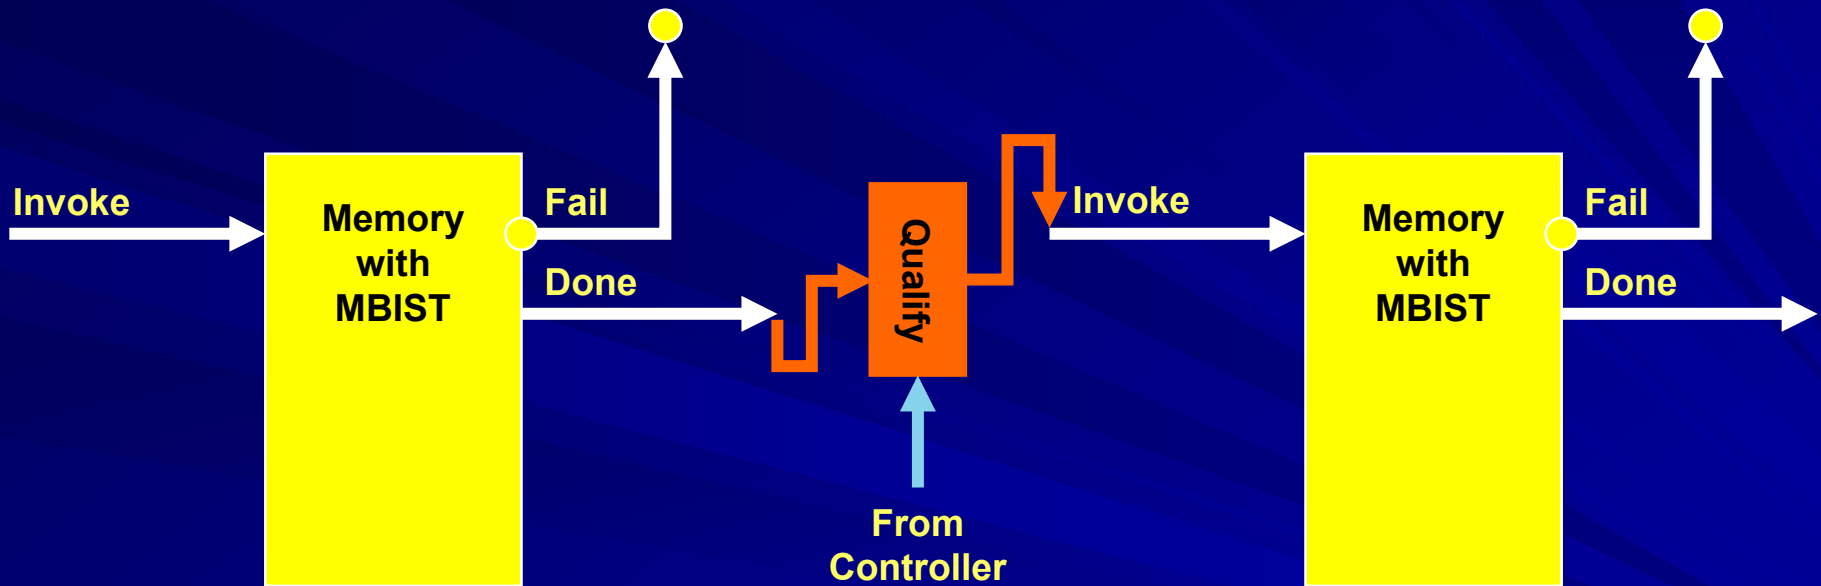 Invoke
Memory
with
MBIST
Fail
Done
Qualify
From
Controller
Invoke
Memory
with
MBIST
Fail
Done